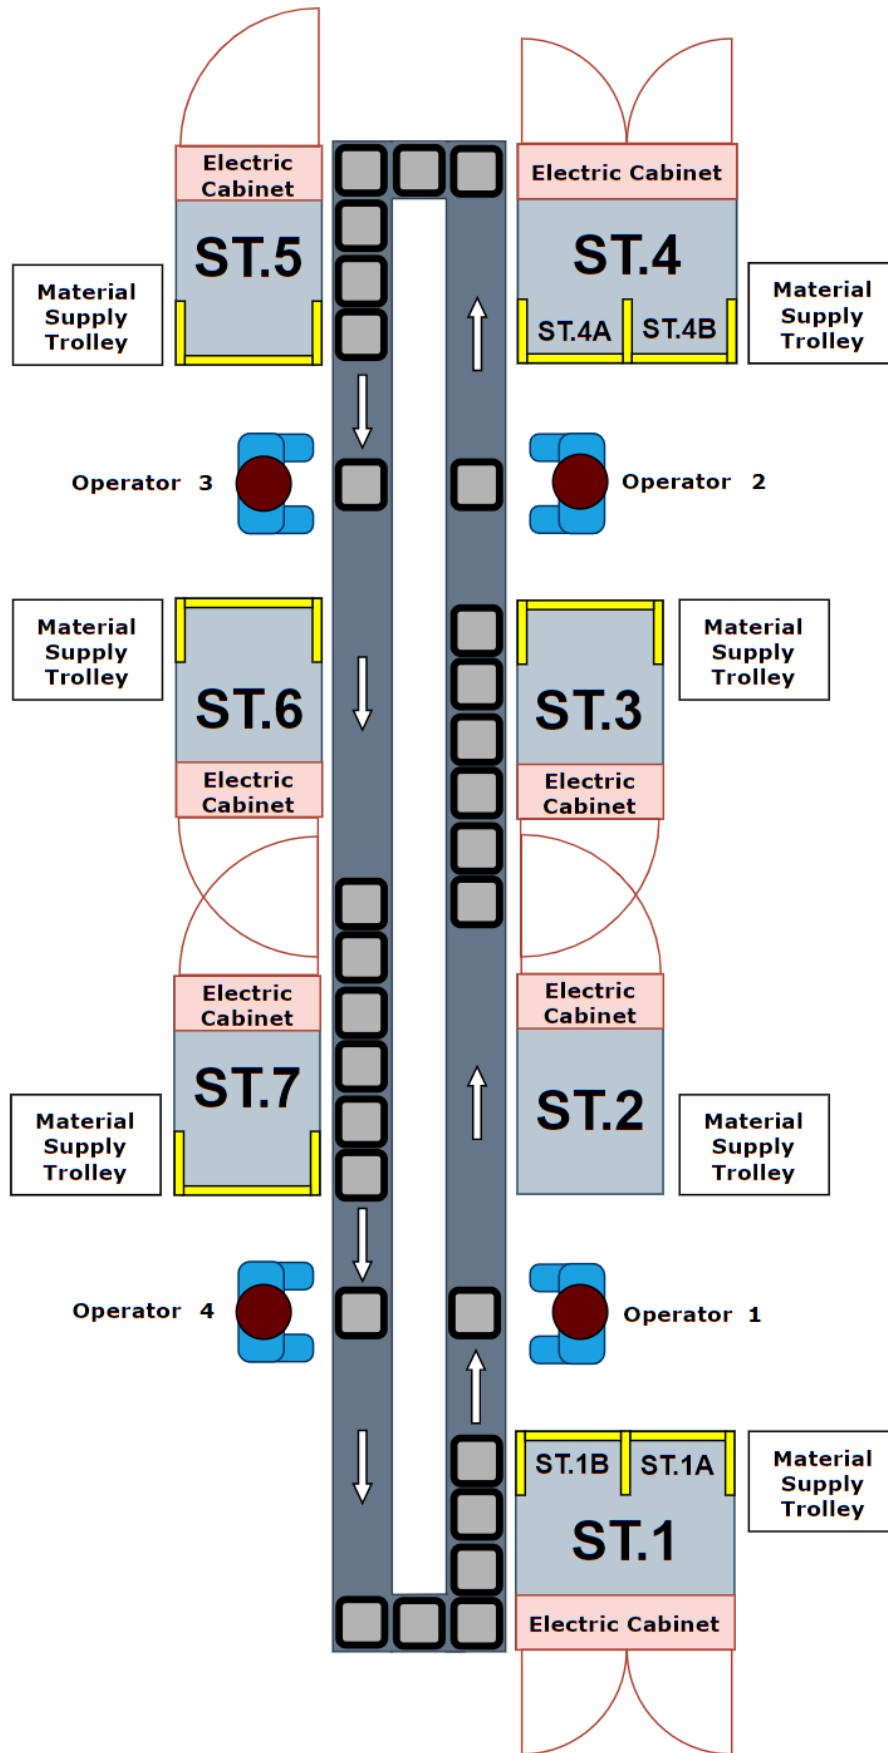 Electric
Cabinet
ST.5
Material
Supply
Trolley
Electric Cabinet
ST.4
ST.4A
ST.4B
Material
Supply
Trolley
Operator 3
Operator 2
Material
Supply
Trolley
ST.6
Electric
Cabinet
ST.3
Electric
Cabinet
Material
Supply
Trolley
Electric
Cabinet
ST.7
Material
Supply
Trolley
Electric
Cabinet
ST.2
Material
Supply
Trolley
Operator 4
Operator 1
ST.1B
ST.1A
ST.1
Electric Cabinet
Material
Supply
Trolley